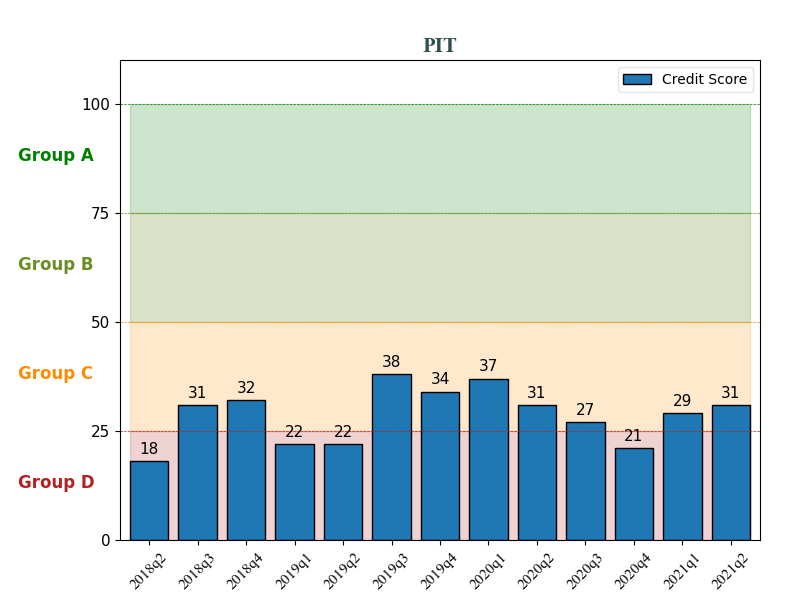 PIT
Credit Score
100
Group A
75
Group B
50
Group C
38
37
34
32
31
31
31
29
27
25
22
22
21
18
Group D
0
2018q2
2018q3
2018q4
2019q1
2019q2
2019q3
2019q4
2020q1
2020q2
2020q3
2020q4
2021q1
2021q2